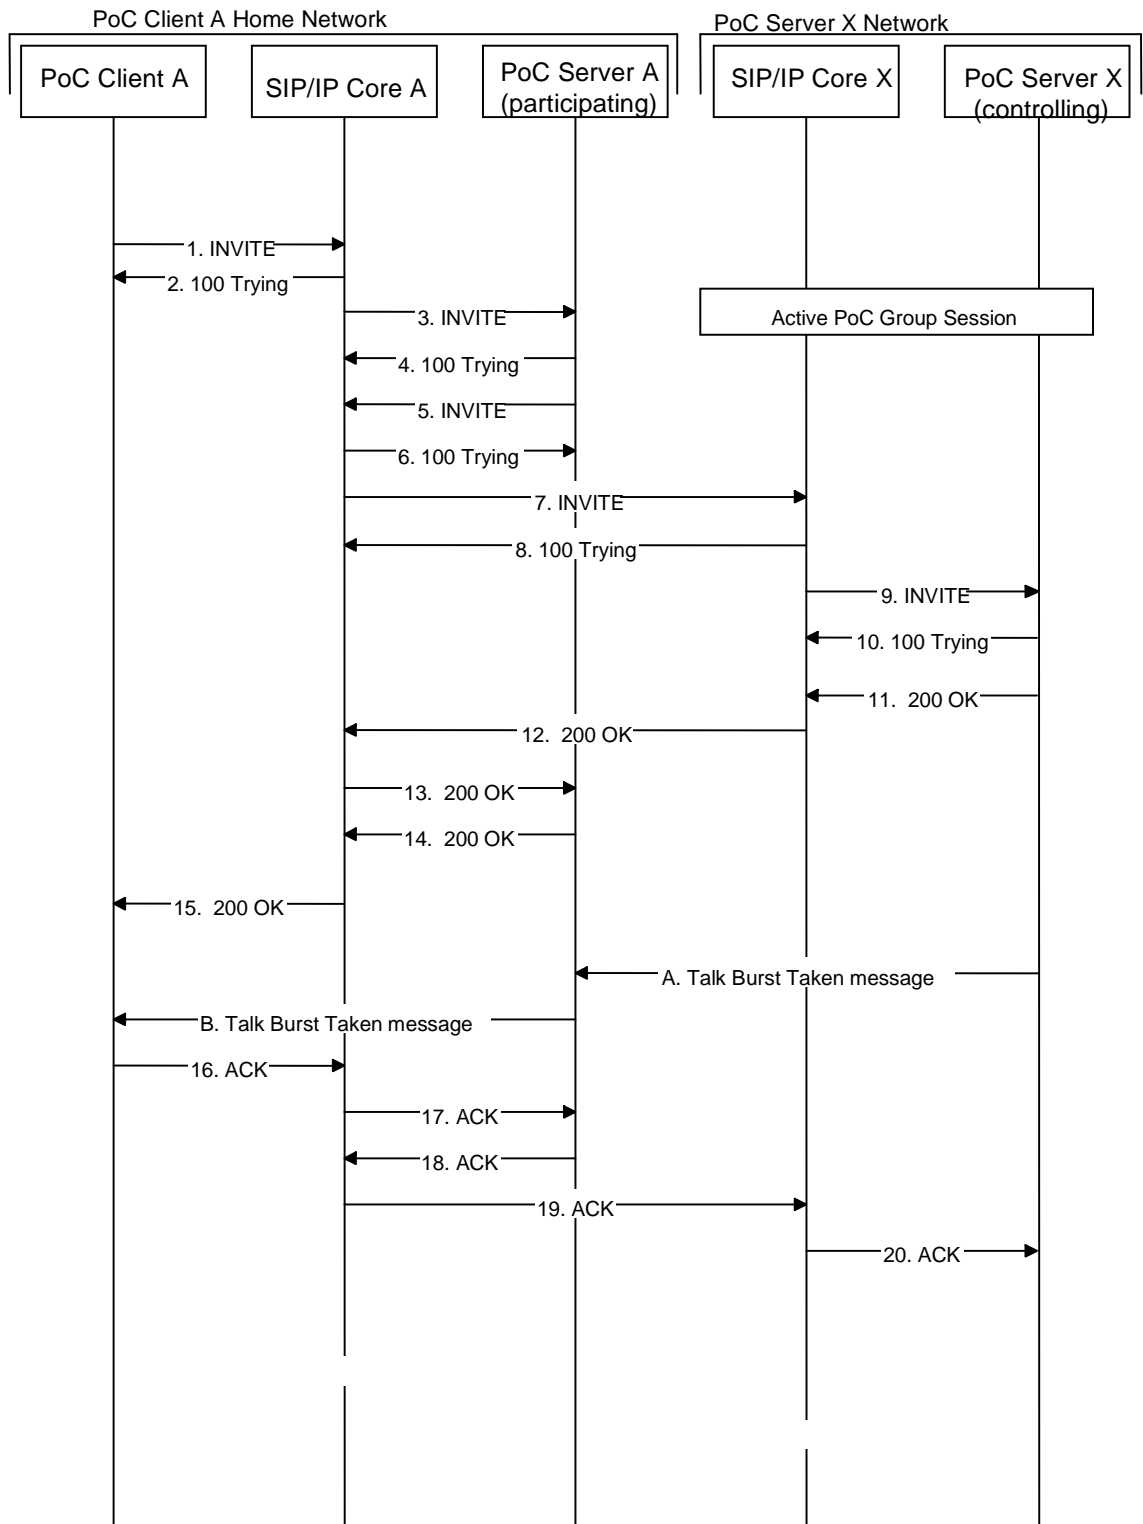 PoC Client A Home Network
PoC Server X Network
PoC Client A
SIP/IP Core A
PoC Server A
(participating)
SIP/IP Core X
PoC Server X
(controlling)
1. INVITE
2. 100 Trying
3. INVITE
Active PoC Group Session
4. 100 Trying
5. INVITE
6. 100 Trying
7. INVITE
8. 100 Trying
9. INVITE
10. 100 Trying
11. 200 OK
12. 200 OK
13. 200 OK
14. 200 OK
15. 200 OK
A. Talk Burst Taken message
B. Talk Burst Taken message
16. ACK
17. ACK
18. ACK
19. ACK
20. ACK